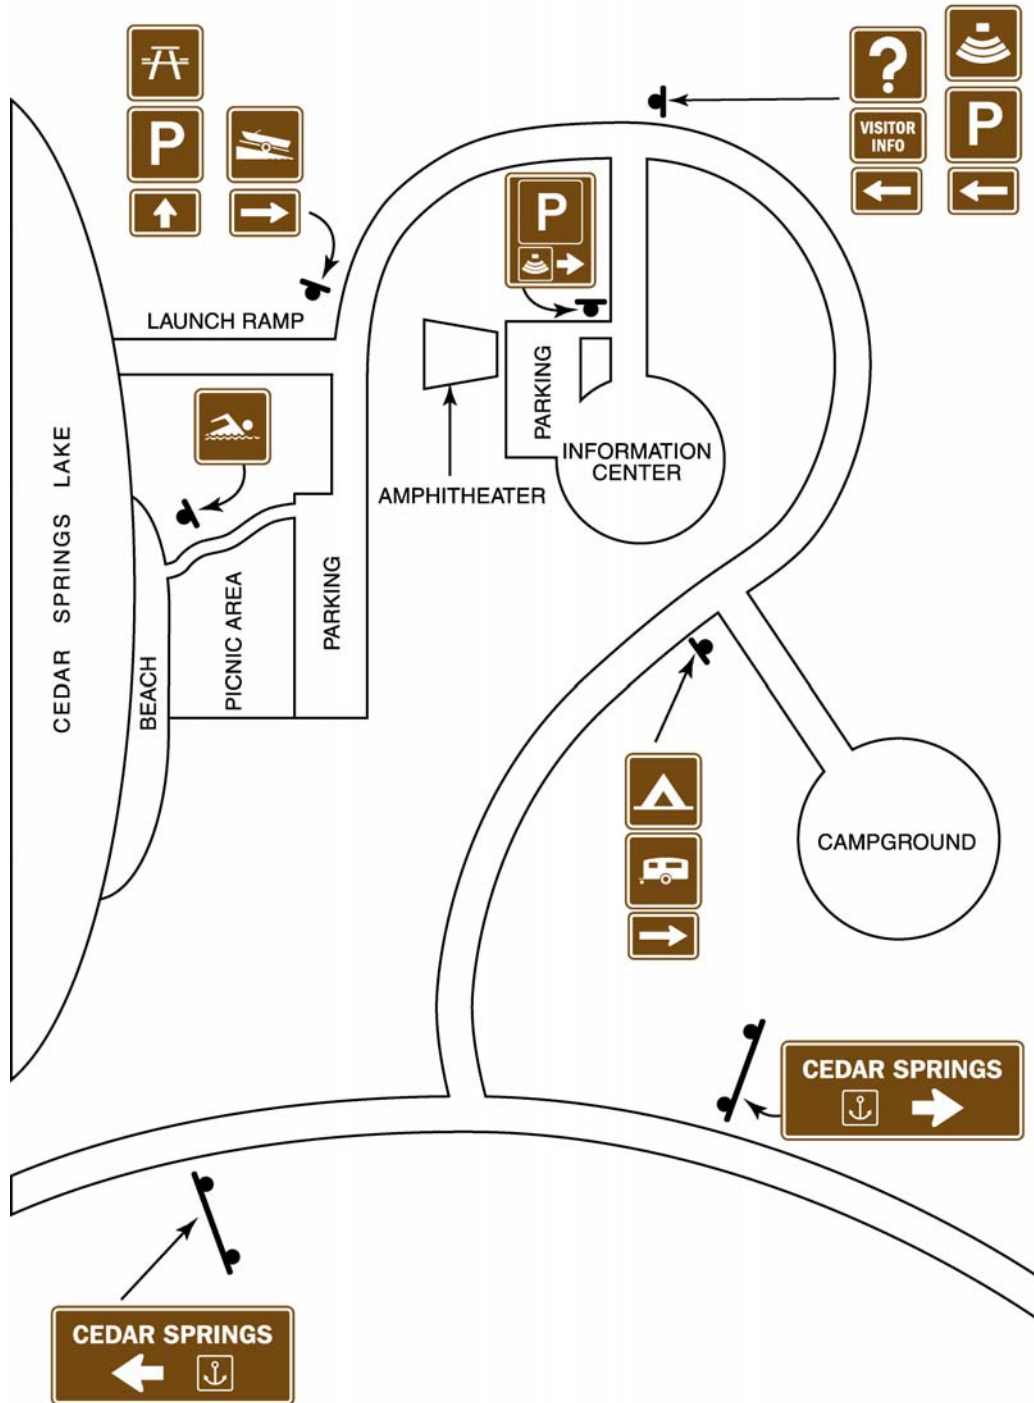 P
?
VISITOR
INFO
P
P
LAUNCH RAMP
PARKING
INFORMATION
CENTER
AMPHITHEATER
CEDAR SPRINGS LAKE
BEACH
PICNIC AREA
PARKING
CAMPGROUND
CEDAR SPRINGS
CEDAR SPRINGS